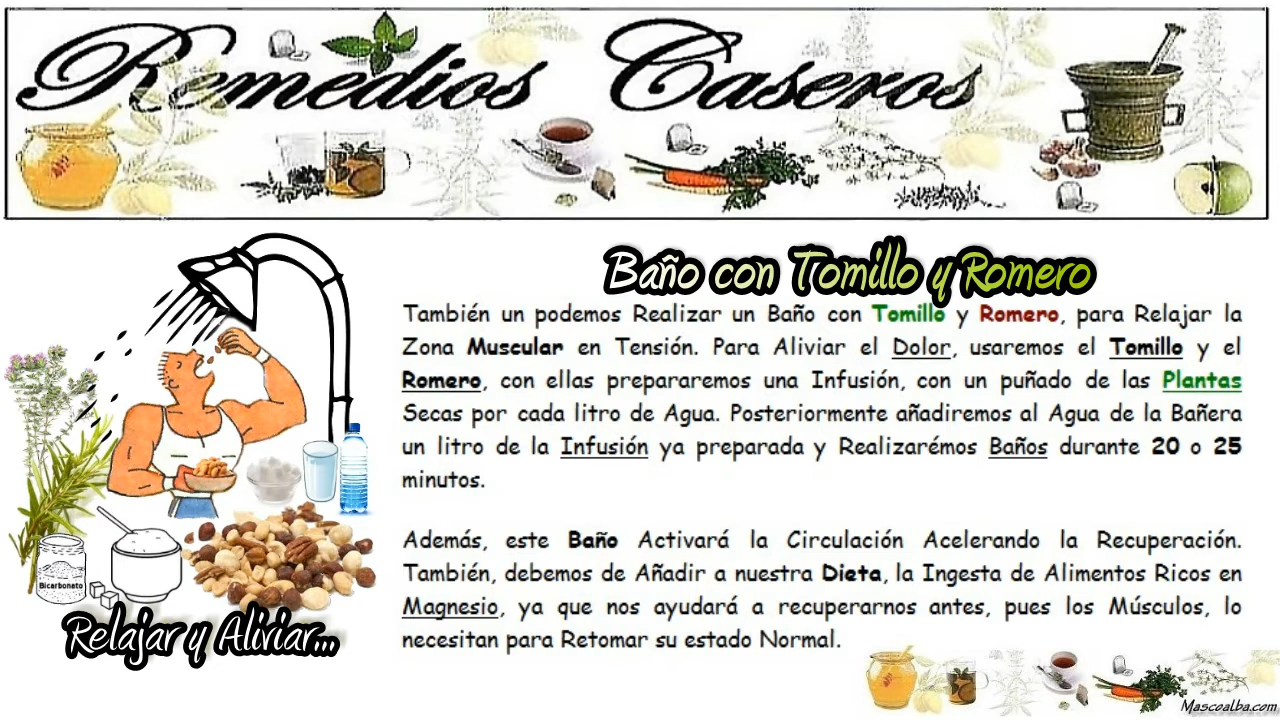 Remedios Caseros
Baño con Tomillo y Romero
También un podemos Realizar un Baño con Tomillo y Romero, para Relajar la
Zona Muscular en Tensión. Para Aliviar el Dolor, usaremos el Tomillo y el
Romero, con ellas prepararemos una Infusión, con un puñado de las Plantas
Secas por cada litro de Agua. Posteriormente añadiremos al Agua de la Bañera
un litro de la Infusión ya preparada y Realizarémos Baños durante 20 o 25
minutos.
Además, este Baño Activará la Circulación Acelerando la Recuperación.
También, debemos de Añadir a nuestra Dieta, la Ingesta de Alimentos Ricos en
Magnesio, ya que nos ayudará a recuperarnos antes, pues los Músculos, lo
necesitan para Retomar su estado Normal.
Bicarbonato
Relajar y Aliviar...
Mascoalba.com